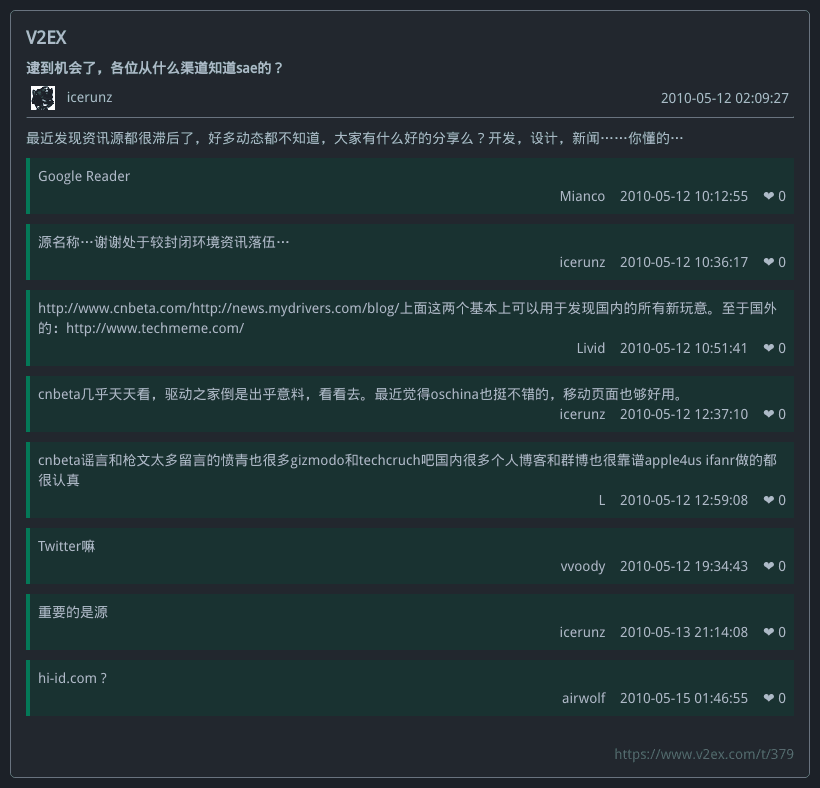 V2EX
逮到机会了，各位从什么渠道知道sae的？
icerunz
2010-05-12 02:09:27
最近发现资讯源都很滞后了，好多动态都不知道，大家有什么好的分享么？开发，设计，新闻……你懂的…
Google Reader
Mianco 2010-05-12 10:12:55 ❤ 0
源名称…谢谢处于较封闭环境资讯落伍…
icerunz 2010-05-12 10:36:17 ❤ 0
http://www.cnbeta.com/http://news.mydrivers.com/blog/上面这两个基本上可以用于发现国内的所有新玩意。至于国外
的：http://www.techmeme.com/
Livid 2010-05-12 10:51:41 ❤ 0
cnbeta几乎天天看，驱动之家倒是出乎意料，看看去。最近觉得oschina也挺不错的，移动页面也够好用。
icerunz 2010-05-12 12:37:10 ❤ 0
cnbeta谣言和枪文太多留言的愤青也很多gizmodo和techcruch吧国内很多个人博客和群博也很靠谱apple4us ifanr做的都
很认真
L 2010-05-12 12:59:08 ❤ 0
Twitter嘛
vvoody 2010-05-12 19:34:43 ❤ 0
重要的是源
icerunz 2010-05-13 21:14:08 ❤ 0
hi-id.com ?
airwolf 2010-05-15 01:46:55 ❤ 0
https://www.v2ex.com/t/379